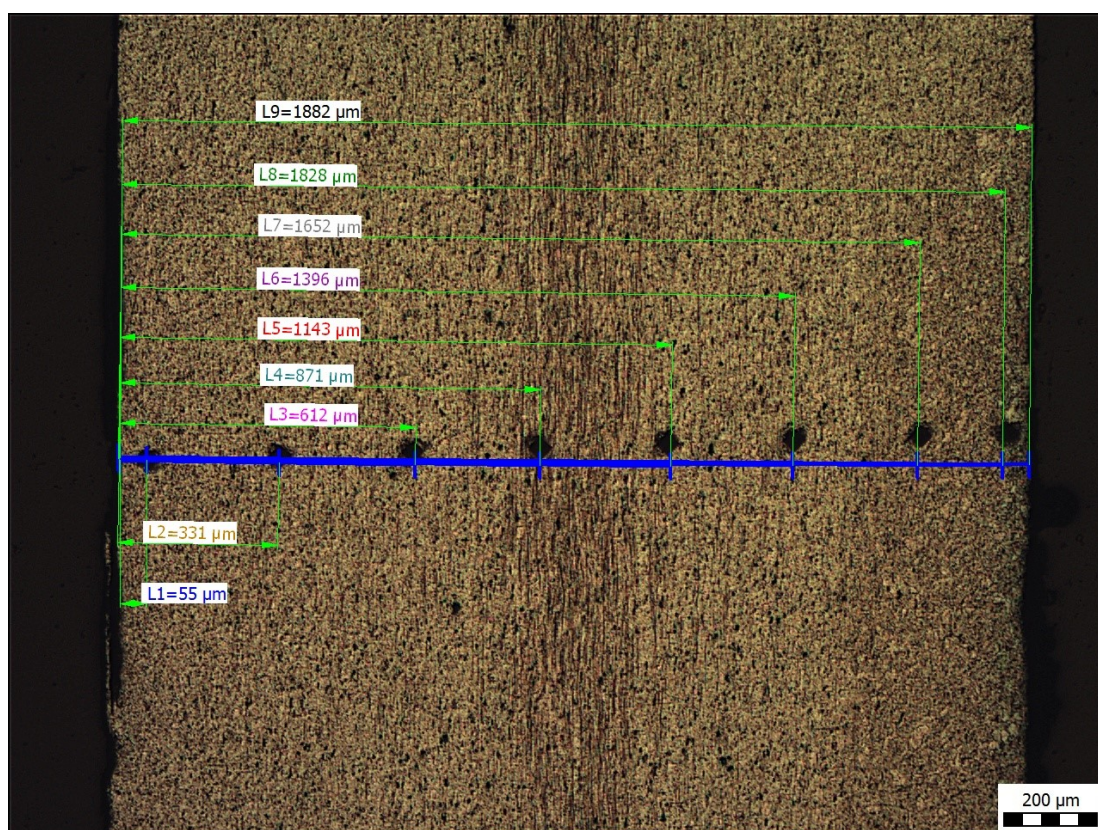 L9=1882 µm
L8=1828 µm
L7=1652 µm
L6=1396 µm
L5=1143 µm
L4=871 µm
L3=612 µm
L2=331 µm
L1=55 µm
200 µm